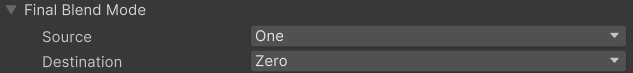 Final Blend Mode
Source One
Destination Zero